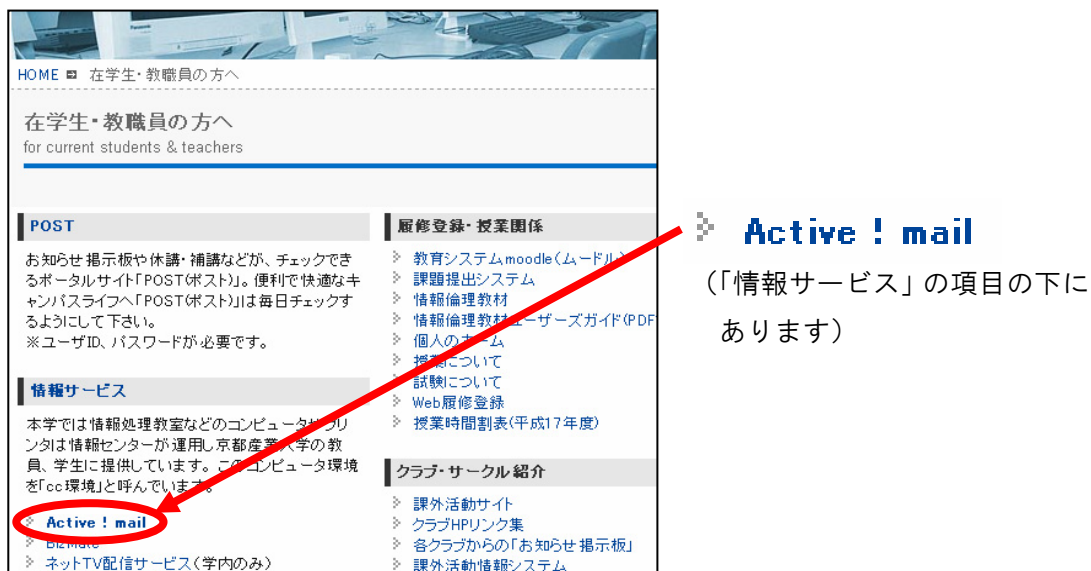 HOME 在学生・教職員の方へ
在学生・教職員の方へ
for current students & teachers
POST
お知らせ掲示板や休講・補講などが、チェックでき
るポータルサイト「POST(ポスト)」。便利で快適なキ
ャンパスライフへ「POST(ポスト)」は毎日チェックす
るようにして下さい。
※ユーザID、パスワードが必要です。
情報サービス
本学では情報処理教室などのコンピュータやプリ
ンタは情報センターが運用し京都産業大学の教
員、学生に提供しています。このコンピュータ環境
を「cc環境」と呼んでいます。
Active ! mail
BizMate
ネットTV配信サービス(学内のみ)
履修登録・授業関係
教育システムmoodle(ムードル)
課題提出システム
情報倫理教材
情報倫理教材ユーザーズガイド(PDF
個人のホーム
授業について
試験について
Web履修登録
授業時間割表(平成17年度)
クラブ・サークル紹介
課外活動サイト
クラブHPリンク集
各クラブからの「お知らせ掲示板」
課外活動情報システム
Active ! mail
(「情報サービス」の項目の下に
あります)